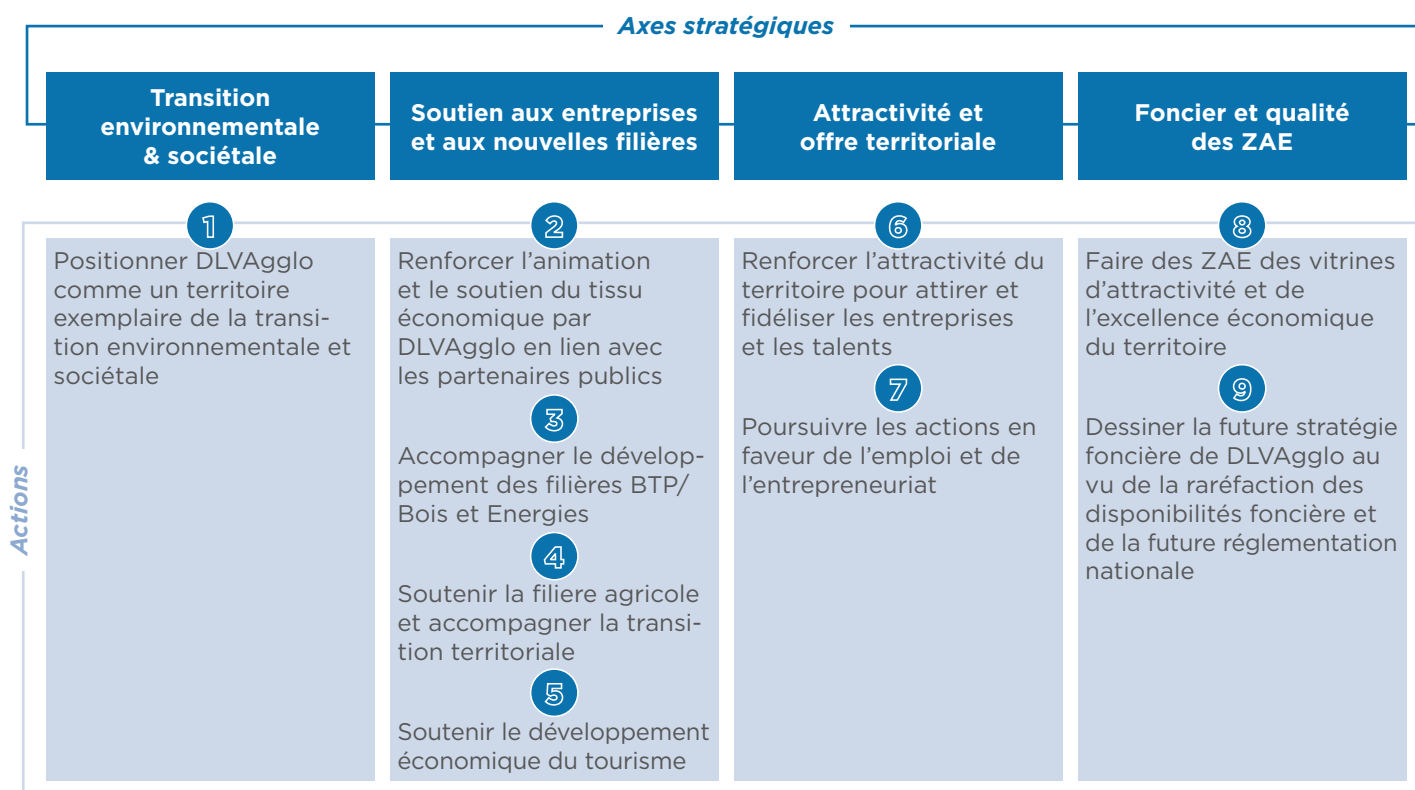 Axes stratégiques
Transition
environnementale
& sociétale
Soutien aux entreprises
et aux nouvelles filières
Attractivité et
offre territoriale
Foncier et qualité
des ZAE
Actions
1
Positionner DLVAgglo
comme un territoire
exemplaire de la transi-
tion environnementale et
sociétale
2
Renforcer l'animation
et le soutien du tissu
économique par
DLVAgglo en lien avec
les partenaires publics
3
Accompagner le dévelop-
pement des filières BTP/
Bois et Energies
4
Soutenir la filiere agricole
et accompagner la transi-
tion territoriale
5
Soutenir le développement
économique du tourisme
6
Renforcer l'attractivité du
territoire pour attirer et
fidéliser les entreprises
et les talents
7
Poursuivre les actions en
faveur de l'emploi et de
l'entrepreneuriat
8
Faire des ZAE des vitrines
d'attractivité et de
l'excellence économique
du territoire
9
Dessiner la future stratégie
foncière de DLVAgglo au
vu de la raréfaction des
disponibilités foncière et
de la future réglementation
nationale